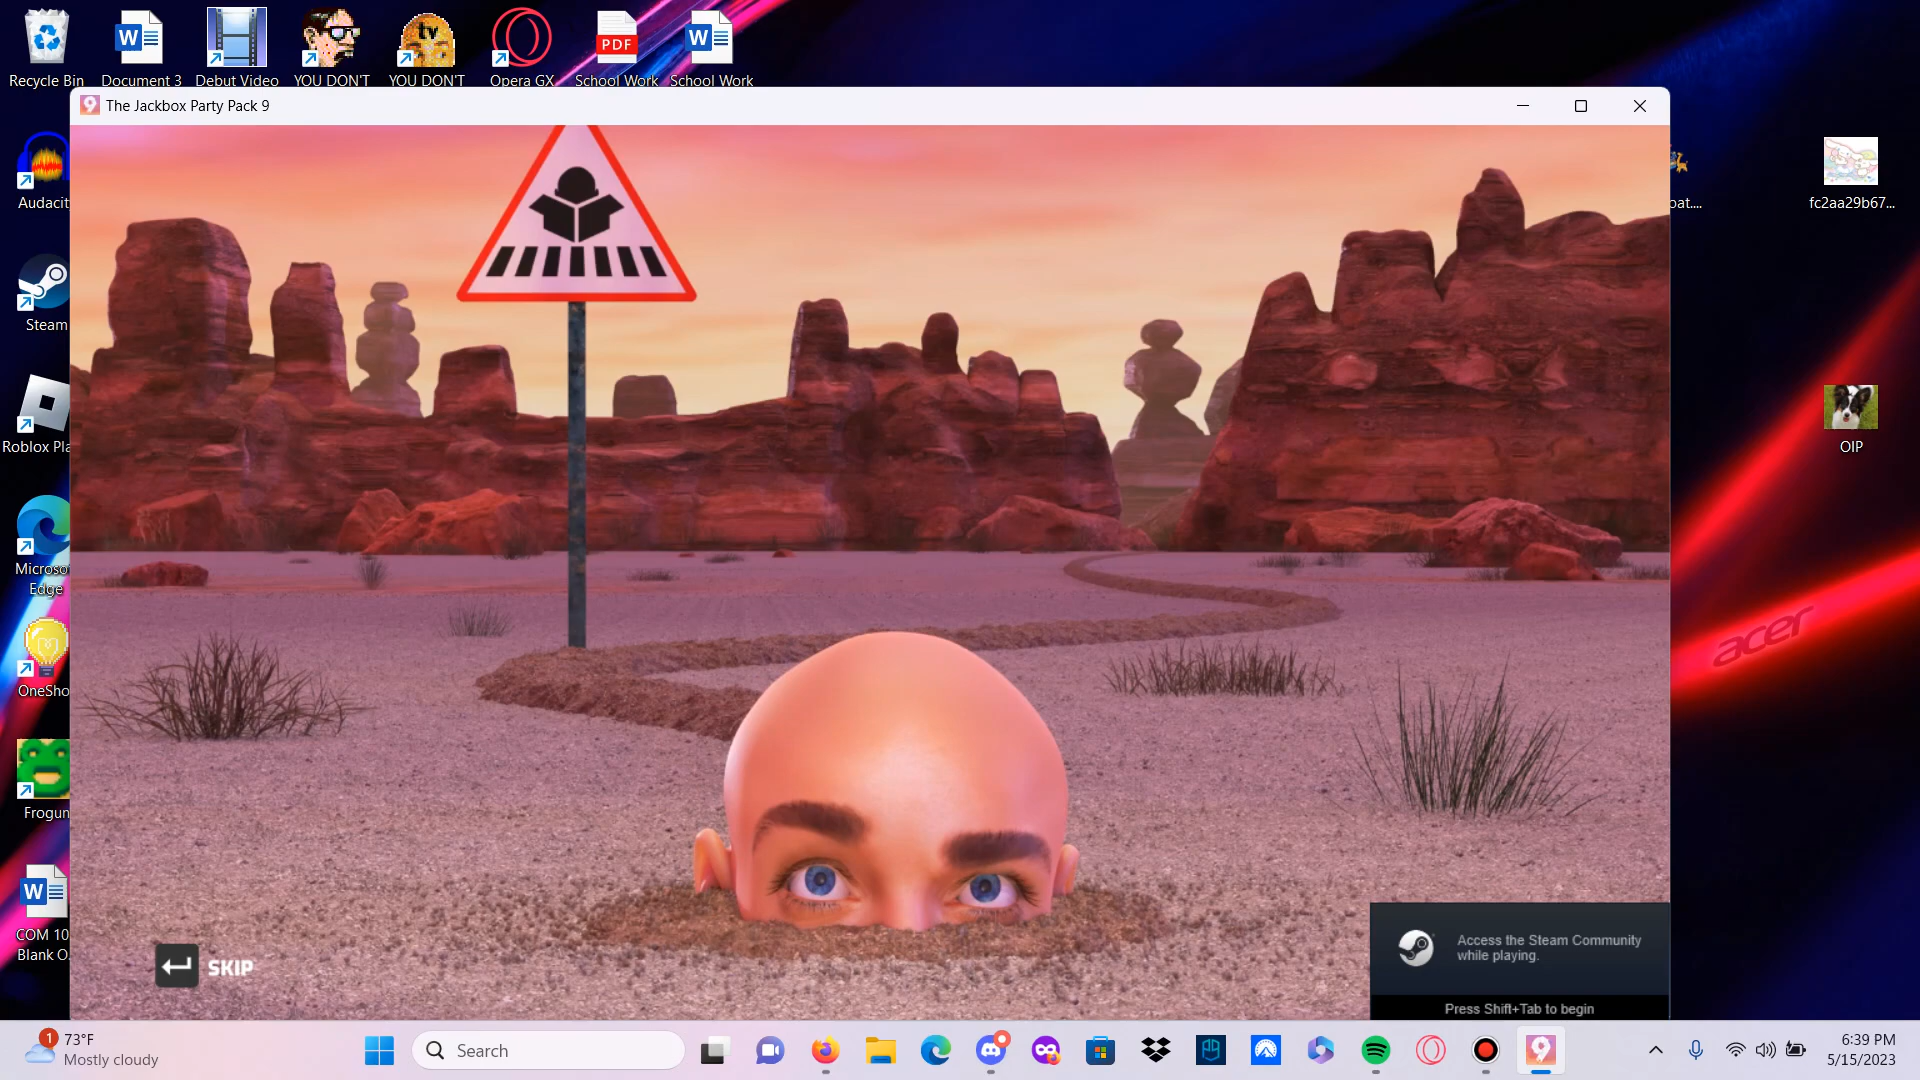 Recycle Bin
Document 3
Debut Video
YOU DON'T
YOU DON'T
Opera GX
PDF
School Work
School Work
tv
The Jackbox Party Pack 9
Audacit
Steam
Roblox Pla
Microso
Edge
OneSho
Frogun
COM 10
Blank O.
oat....
fc2aa29b67...
OIP
acer
SKIP
Access the Steam Community
while playing.
Press Shift+Tab to begin
1
73°F
Mostly cloudy
Search
6:39 PM
5/15/2023